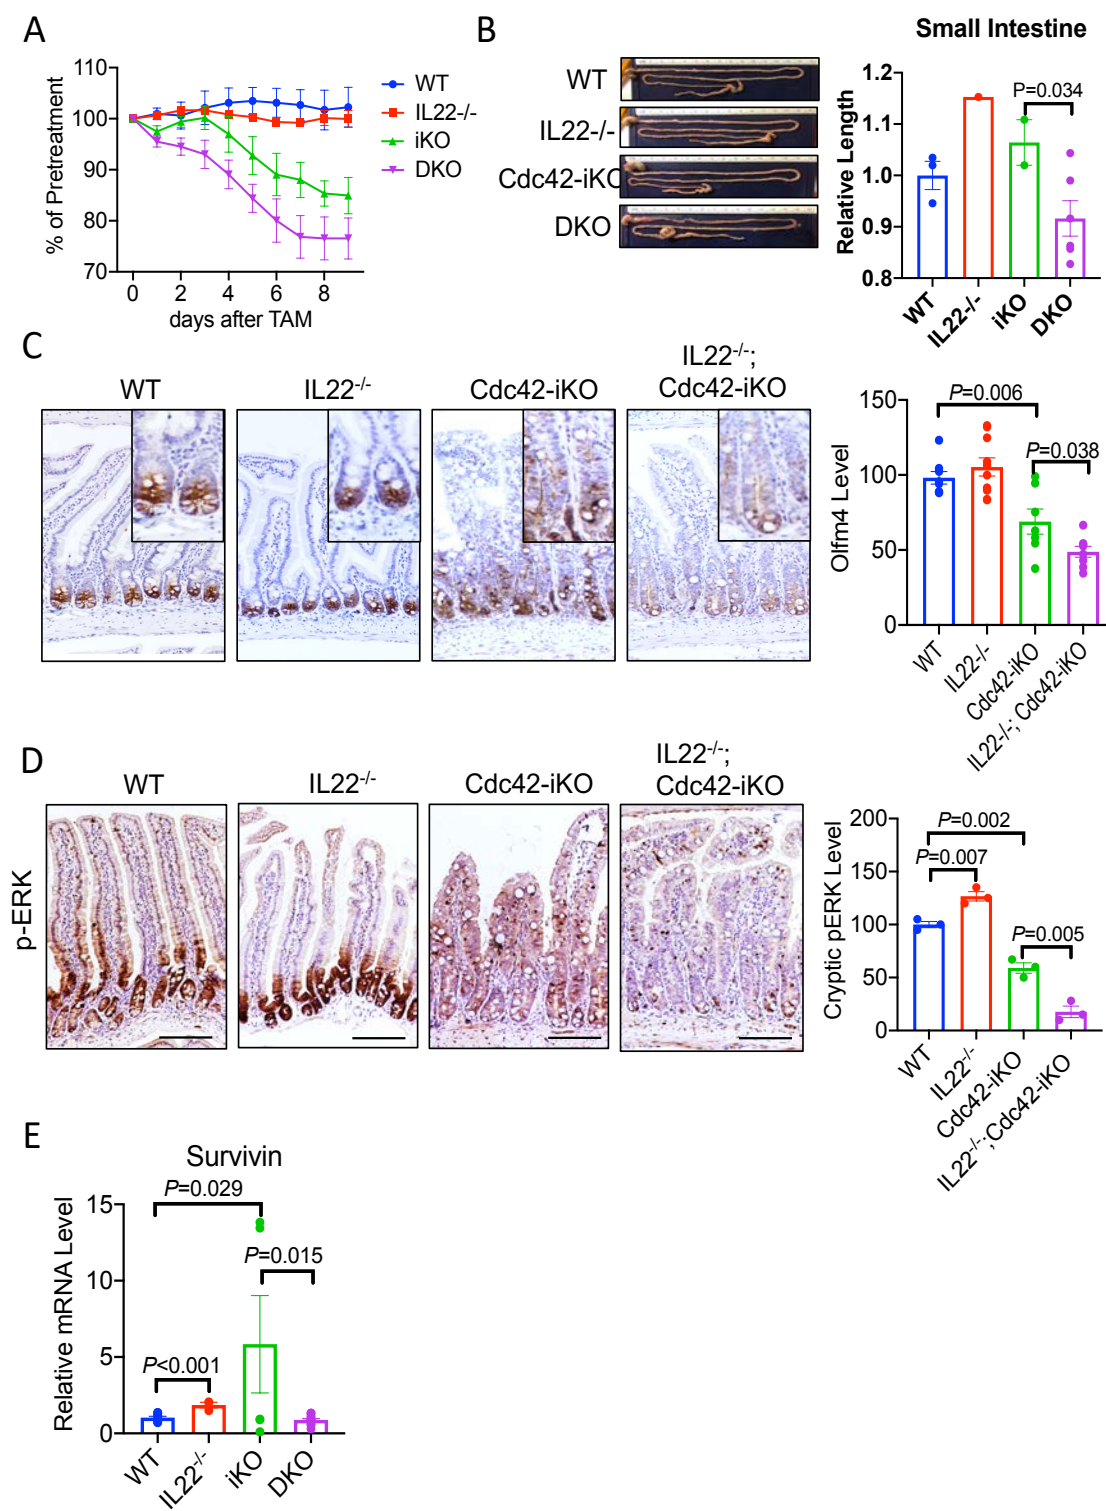 A
110
100
90
80
70
% of Pretreatment
0 2 4 6 8
days after TAM
WT
IL22-/-
iKO
DKO
B
WT
IL22-/-
Cdc42-iKO
DKO
Small Intestine
1.2
1.1
1.0
0.9
0.8
Relative Length
P=0.034
WT
IL22-/-
iKO
DKO
C
WT
IL22-/-
Cdc42-iKO
IL22-/-;
Cdc42-iKO
150
100
50
0
Olfm4 Level
P=0.006
P=0.038
WT
IL22-/-
Cdc42-iKO
IL22-/-; Cdc42-iKO
D
WT
IL22-/-
Cdc42-iKO
IL22-/-;
Cdc42-iKO
p-ERK
200
150
100
50
0
Cryptic pERK Level
P=0.002
P=0.007
P=0.005
WT
IL22-/-
Cdc42-iKO
IL22-/-;Cdc42-iKO
E
Survivin
15
10
5
0
Relative mRNA Level
P=0.029
P=0.015
P<0.001
WT
IL22-/-
iKO
DKO